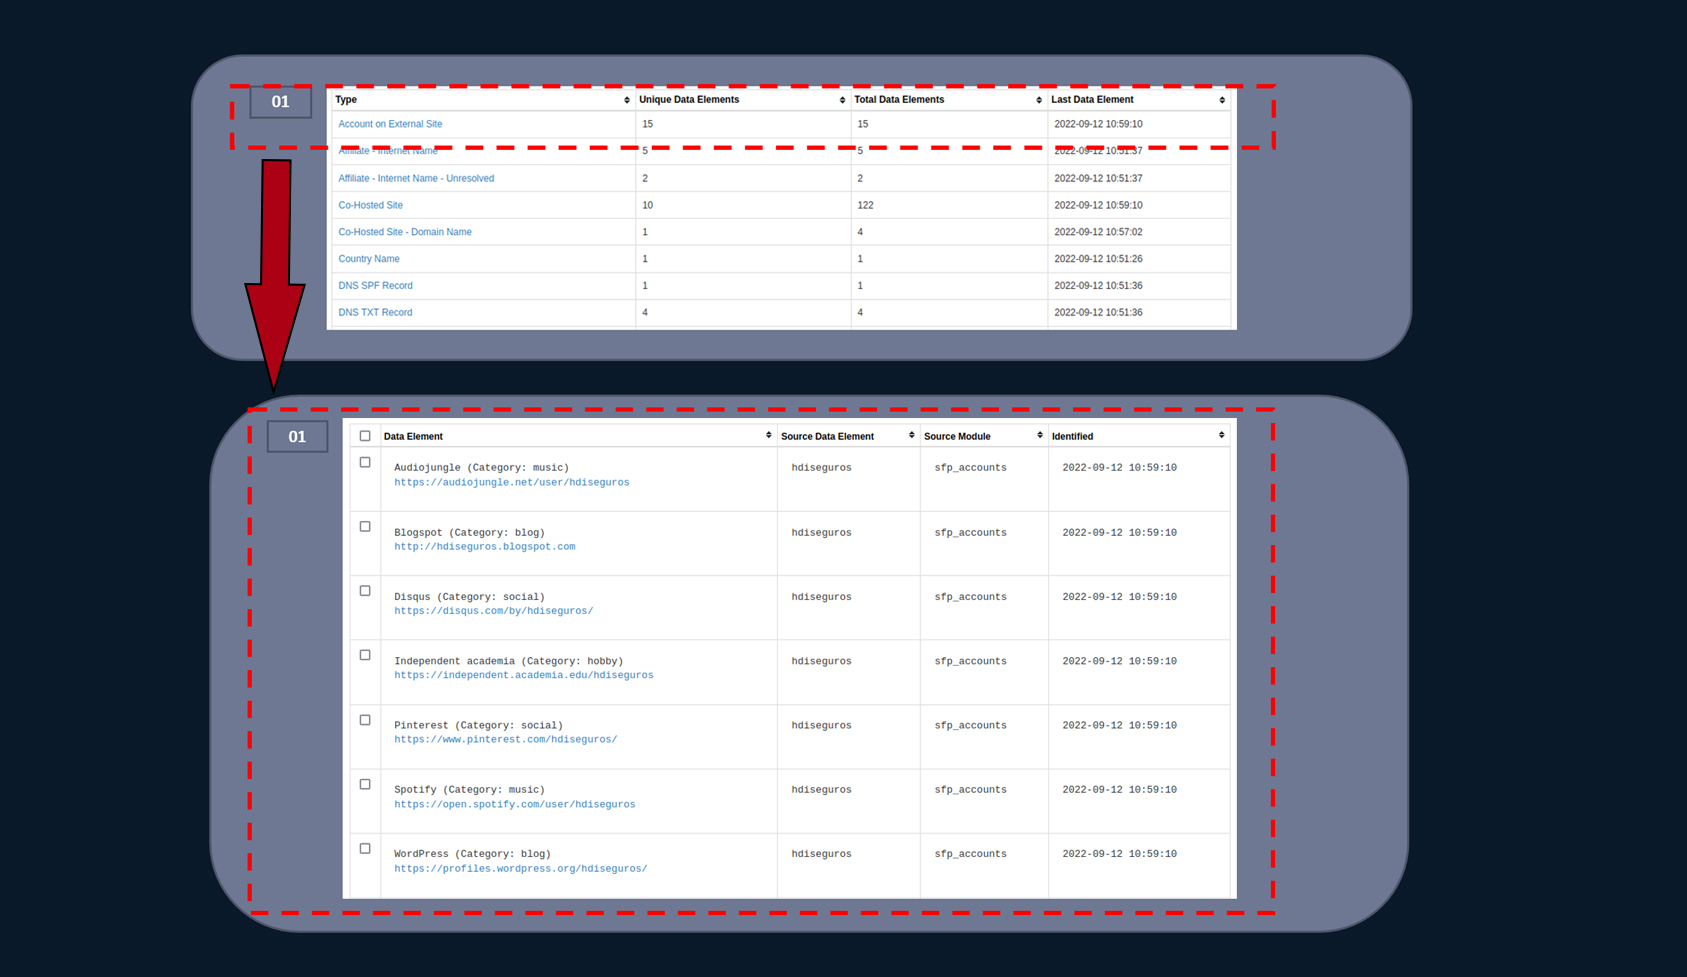 01
Type Unique Data Elements Total Data Elements Last Data Element
Account on External Site 15 15 2022-09-12 10:59:10
Affiliate - Internet Name 5 5 2022-09-12 10:51:37
Affiliate - Internet Name - Unresolved 2 2 2022-09-12 10:51:37
Co-Hosted Site 10 122 2022-09-12 10:59:10
Co-Hosted Site - Domain Name 1 4 2022-09-12 10:57:02
Country Name 1 1 2022-09-12 10:51:26
DNS SPF Record 1 1 2022-09-12 10:51:36
DNS TXT Record 4 4 2022-09-12 10:51:36
01
Data Element Source Data Element Source Module Identified
Audiojungle (Category: music) hdiseguros sfp_accounts 2022-09-12 10:59:10
https://audiojungle.net/user/hdiseguros
Blogspot (Category: blog) hdiseguros sfp_accounts 2022-09-12 10:59:10
http://hdiseguros.blogspot.com
Disqus (Category: social) hdiseguros sfp_accounts 2022-09-12 10:59:10
https://disqus.com/by/hdiseguros/
Independent academia (Category: hobby) hdiseguros sfp_accounts 2022-09-12 10:59:10
https://independent.academia.edu/hdiseguros
Pinterest (Category: social) hdiseguros sfp_accounts 2022-09-12 10:59:10
https://www.pinterest.com/hdiseguros/
Spotify (Category: music) hdiseguros sfp_accounts 2022-09-12 10:59:10
https://open.spotify.com/user/hdiseguros
WordPress (Category: blog) hdiseguros sfp_accounts 2022-09-12 10:59:10
https://profiles.wordpress.org/hdiseguros/